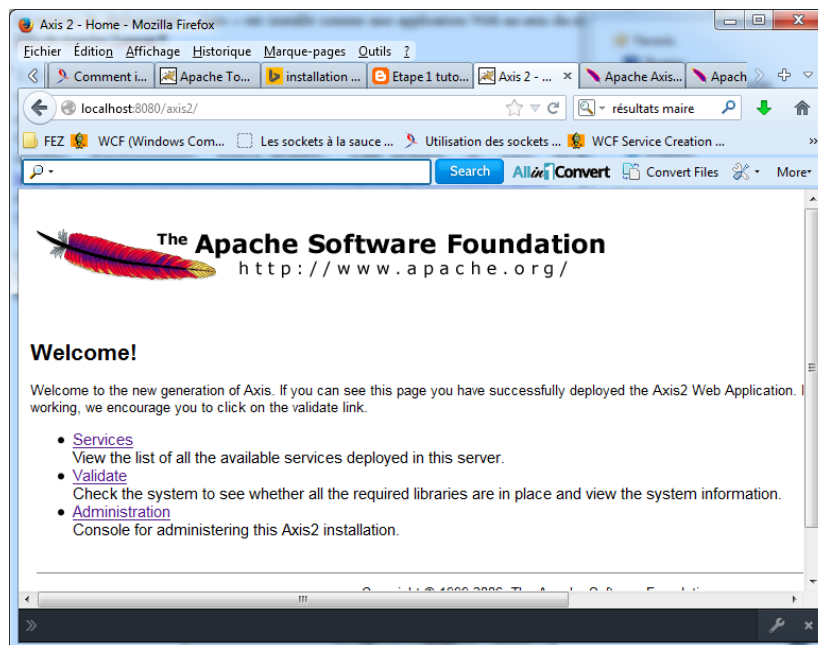 Axis 2 - Home - Mozilla Firefox
Fichier Édition Affichage Historique Marque-pages Outils ?
Comment i... Apache To... installation ... Etape 1 tuto... Axis 2 - ... × Apache Axis... Apach
localhost:8080/axis2/ résultats maire
FEZ WCF (Windows Com... Les sockets à la sauce ... Utilisation des sockets ... WCF Service Creation ... »
Search All in 1 Convert Convert Files More
The Apache Software Foundation
http://www.apache.org/
Welcome!
Welcome to the new generation of Axis. If you can see this page you have successfully deployed the Axis2 Web Application.
working, we encourage you to click on the validate link.
• Services
View the list of all the available services deployed in this server.
• Validate
Check the system to see whether all the required libraries are in place and view the system information.
• Administration
Console for administering this Axis2 installation.